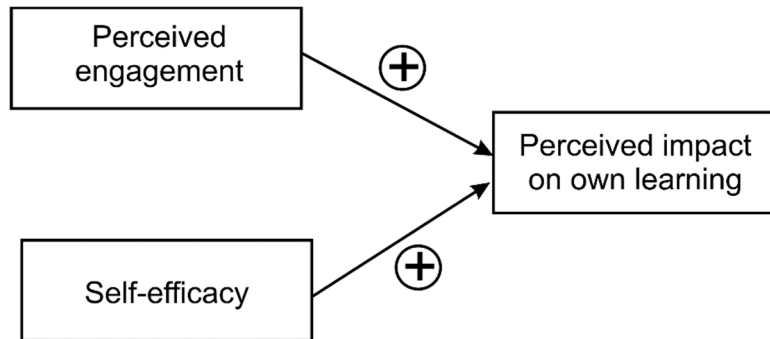 Perceived
engagement
+
Perceived impact
on own learning
+
Self-efficacy